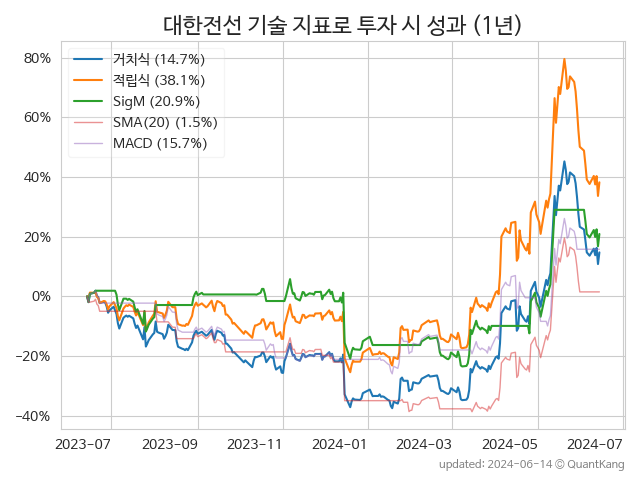 대한전선 기술 지표로 투자 시 성과 (1년)
거치식 (14.7%)
적립식 (38.1%)
SigM (20.9%)
SMA(20) (1.5%)
MACD (15.7%)
80%
60%
40%
20%
0%
−20%
−40%
2023-07 2023-09 2023-11 2024-01 2024-03 2024-05 2024-07
updated: 2024-06-14 © QuantKang